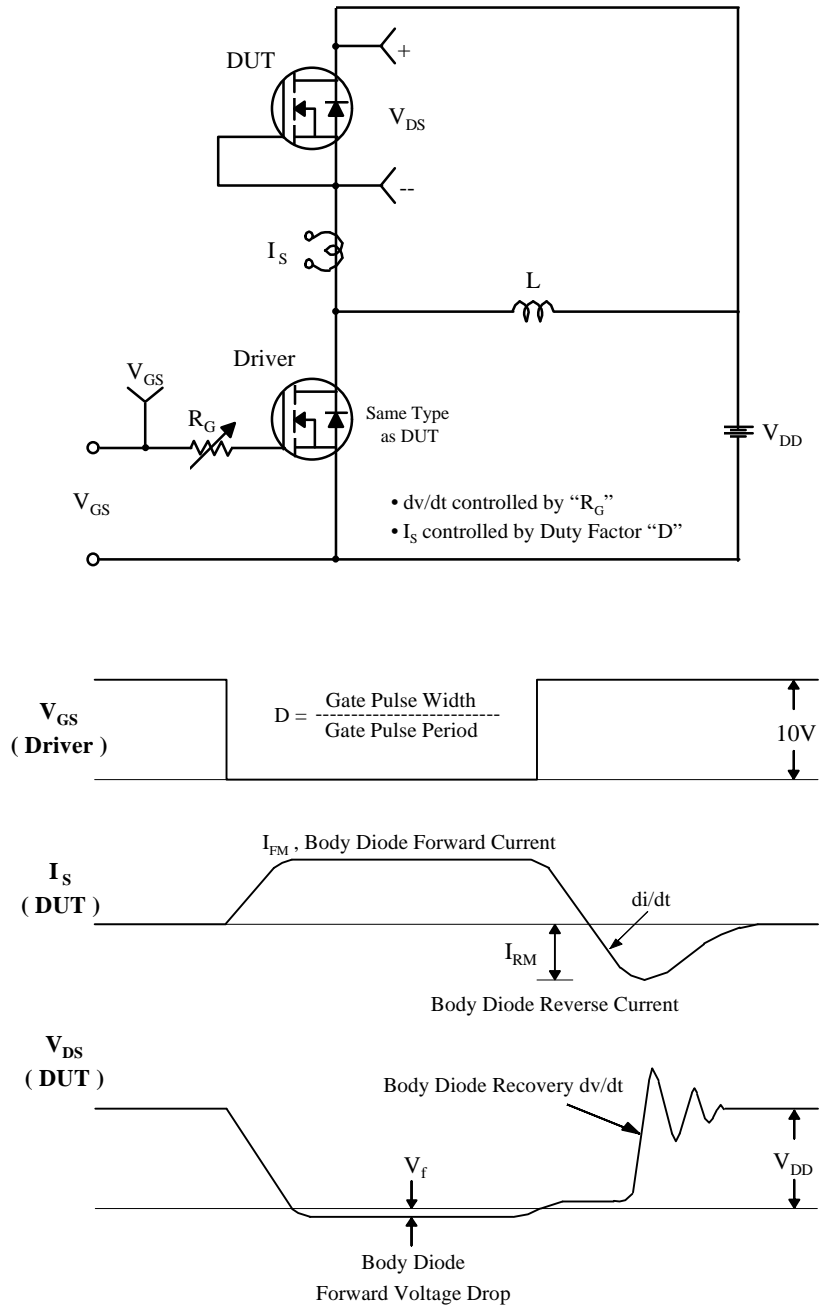 DUT
+
V_DS
--
I_S
L
Driver
V_GS
R_G
Same Type
as DUT
V_DD
V_GS
• dv/dt controlled by “R_G”
• I_S controlled by Duty Factor “D”
V_GS
( Driver )
D = Gate Pulse Width
--------------------------
Gate Pulse Period
10V
I_FM , Body Diode Forward Current
I_S
( DUT )
di/dt
I_RM
Body Diode Reverse Current
V_DS
( DUT )
Body Diode Recovery dv/dt
V_f
V_DD
Body Diode
Forward Voltage Drop